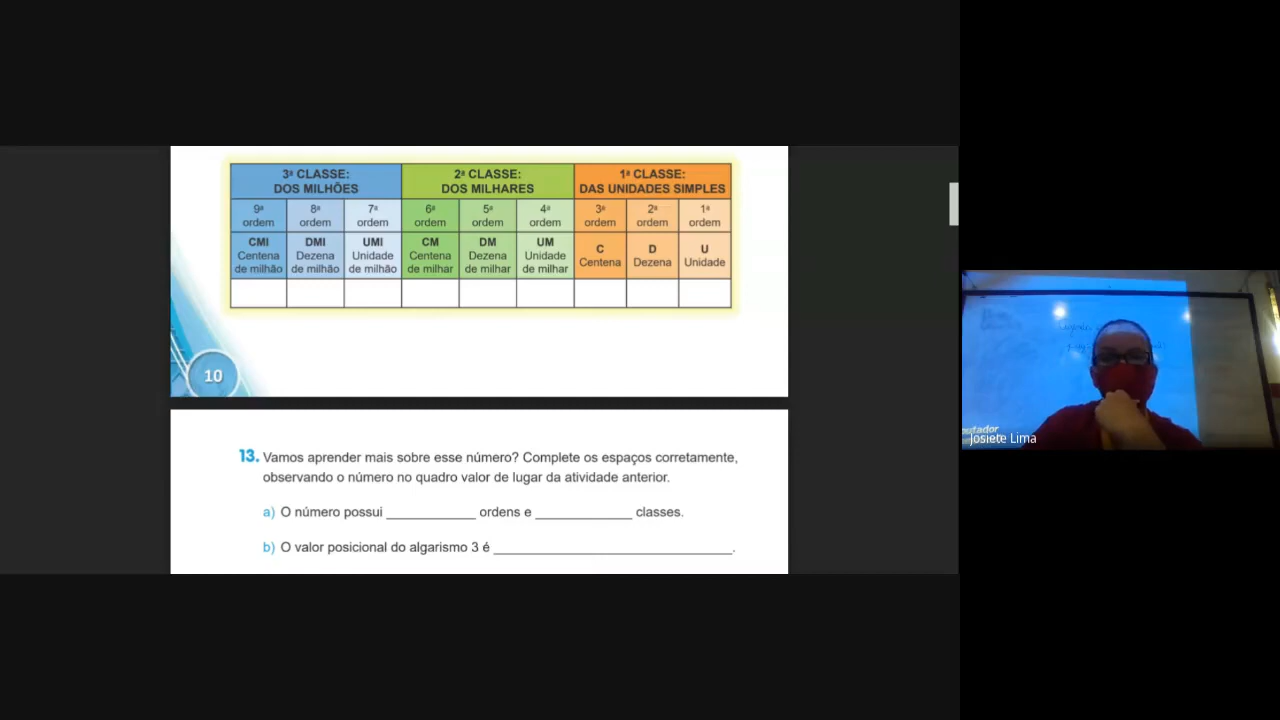 3ª CLASSE:
DOS MILHÕES
2ª CLASSE:
DOS MILHARES
1ª CLASSE:
DAS UNIDADES SIMPLES
9ª ordem
8ª ordem
7ª ordem
6ª ordem
5ª ordem
4ª ordem
3ª ordem
2ª ordem
1ª ordem
CMI Centena de milhão
DMI Dezena de milhão
UMI Unidade de milhão
CM Centena de milhar
DM Dezena de milhar
UM Unidade de milhar
C Centena
D Dezena
U Unidade
10
13. Vamos aprender mais sobre esse número? Complete os espaços corretamente,
observando o número no quadro valor de lugar da atividade anterior.
a) O número possui ____________ ordens e _____________ classes.
b) O valor posicional do algarismo 3 é ________________________________.
Josiete Lima